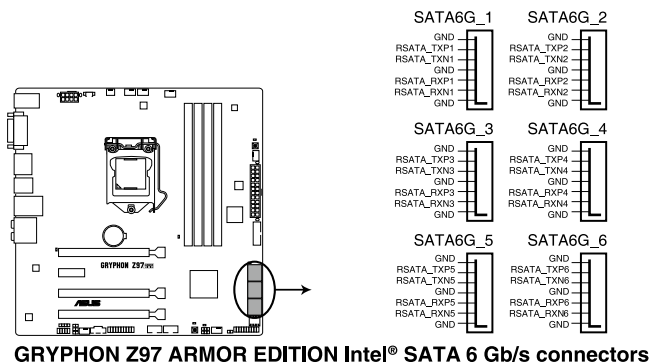 SATA6G_1
GND
RSATA_TXP1
RSATA_TXN1
GND
RSATA_RXP1
RSATA_RXN1
GND
SATA6G_2
GND
RSATA_TXP2
RSATA_TXN2
GND
RSATA_RXP2
RSATA_RXN2
GND
SATA6G_3
GND
RSATA_TXP3
RSATA_TXN3
GND
RSATA_RXP3
RSATA_RXN3
GND
SATA6G_4
GND
RSATA_TXP4
RSATA_TXN4
GND
RSATA_RXP4
RSATA_RXN4
GND
SATA6G_5
GND
RSATA_TXP5
RSATA_TXN5
GND
RSATA_RXP5
RSATA_RXN5
GND
SATA6G_6
GND
RSATA_TXP6
RSATA_TXN6
GND
RSATA_RXP6
RSATA_RXN6
GND
GRYPHON Z97
ASUS
GRYPHON Z97 ARMOR EDITION Intel® SATA 6 Gb/s connectors